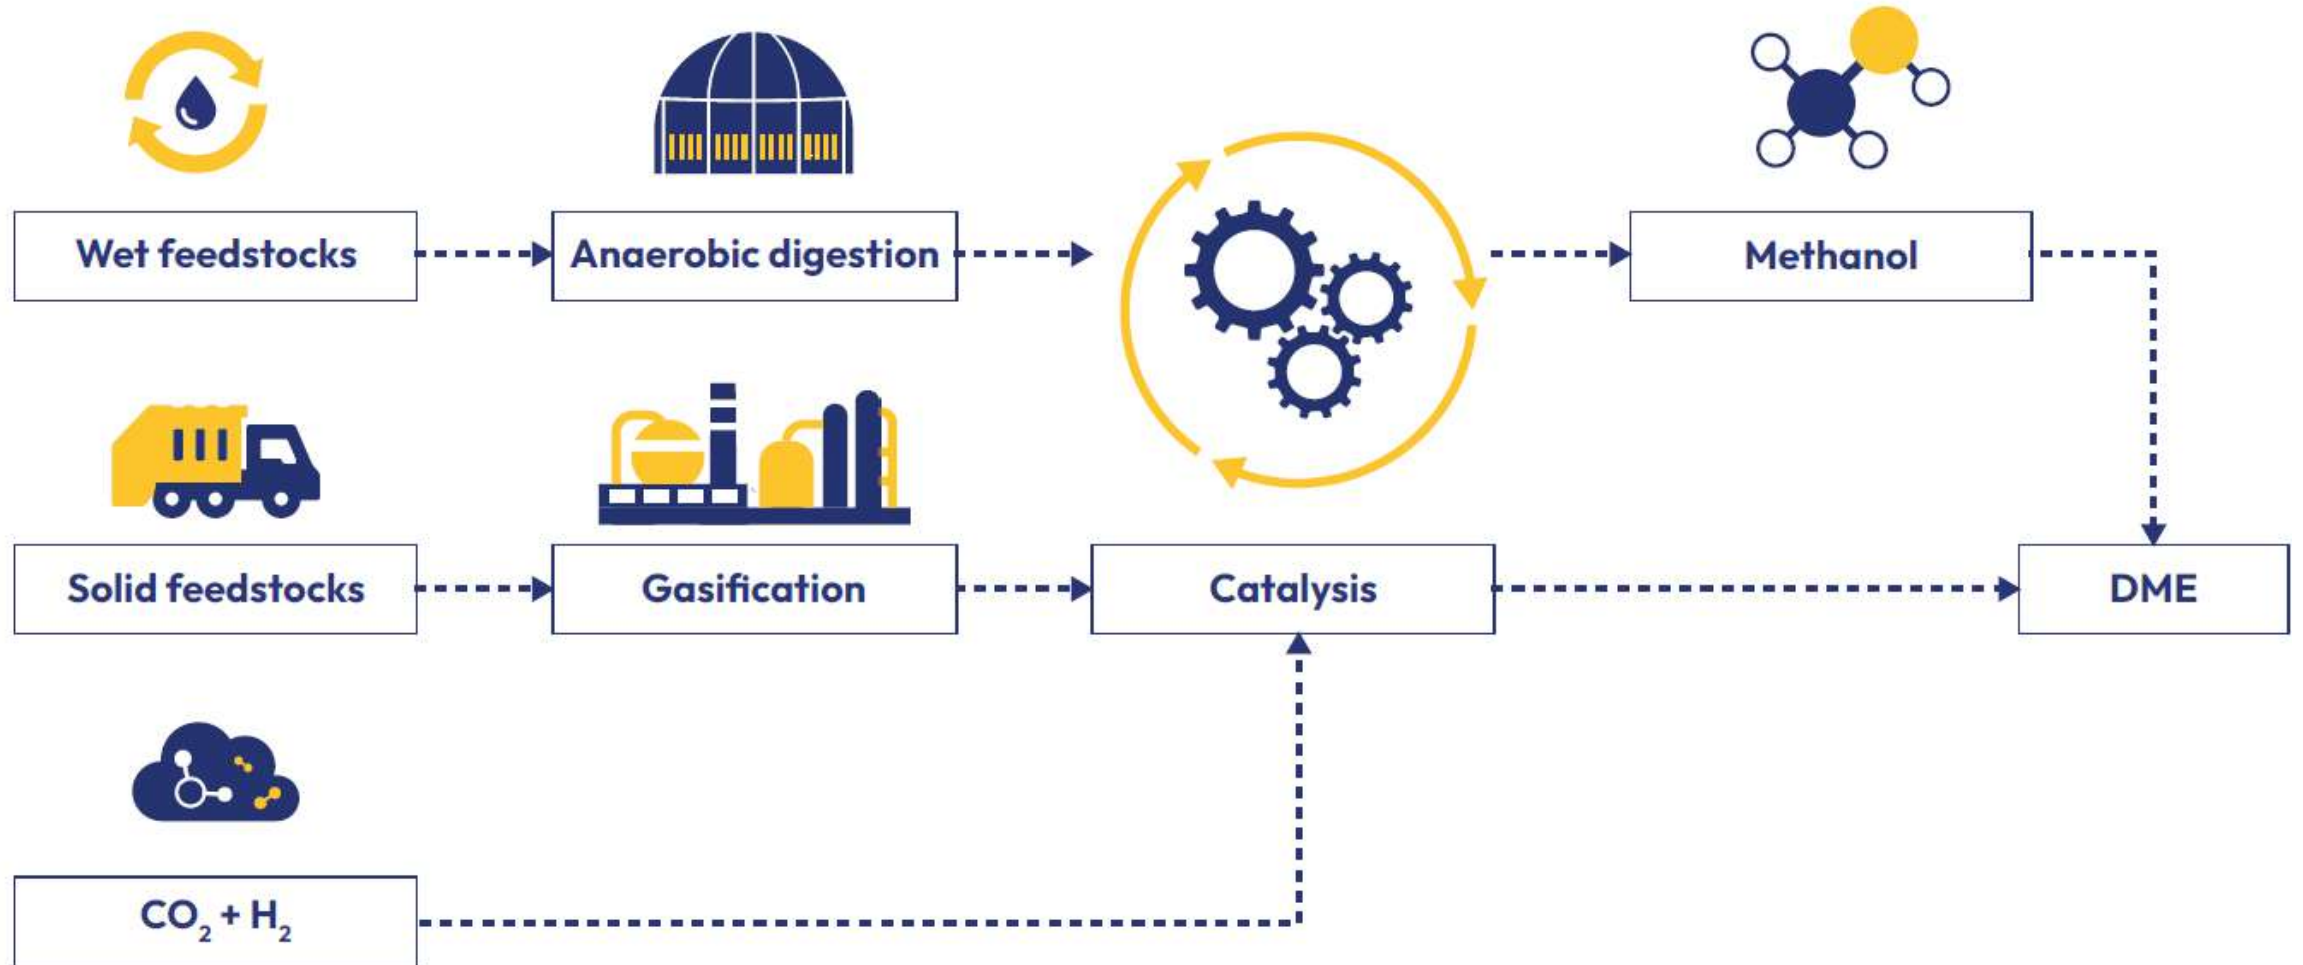 Wet feedstocks
Anaerobic digestion
Methanol
Solid feedstocks
Gasification
Catalysis
DME
CO₂ + H₂